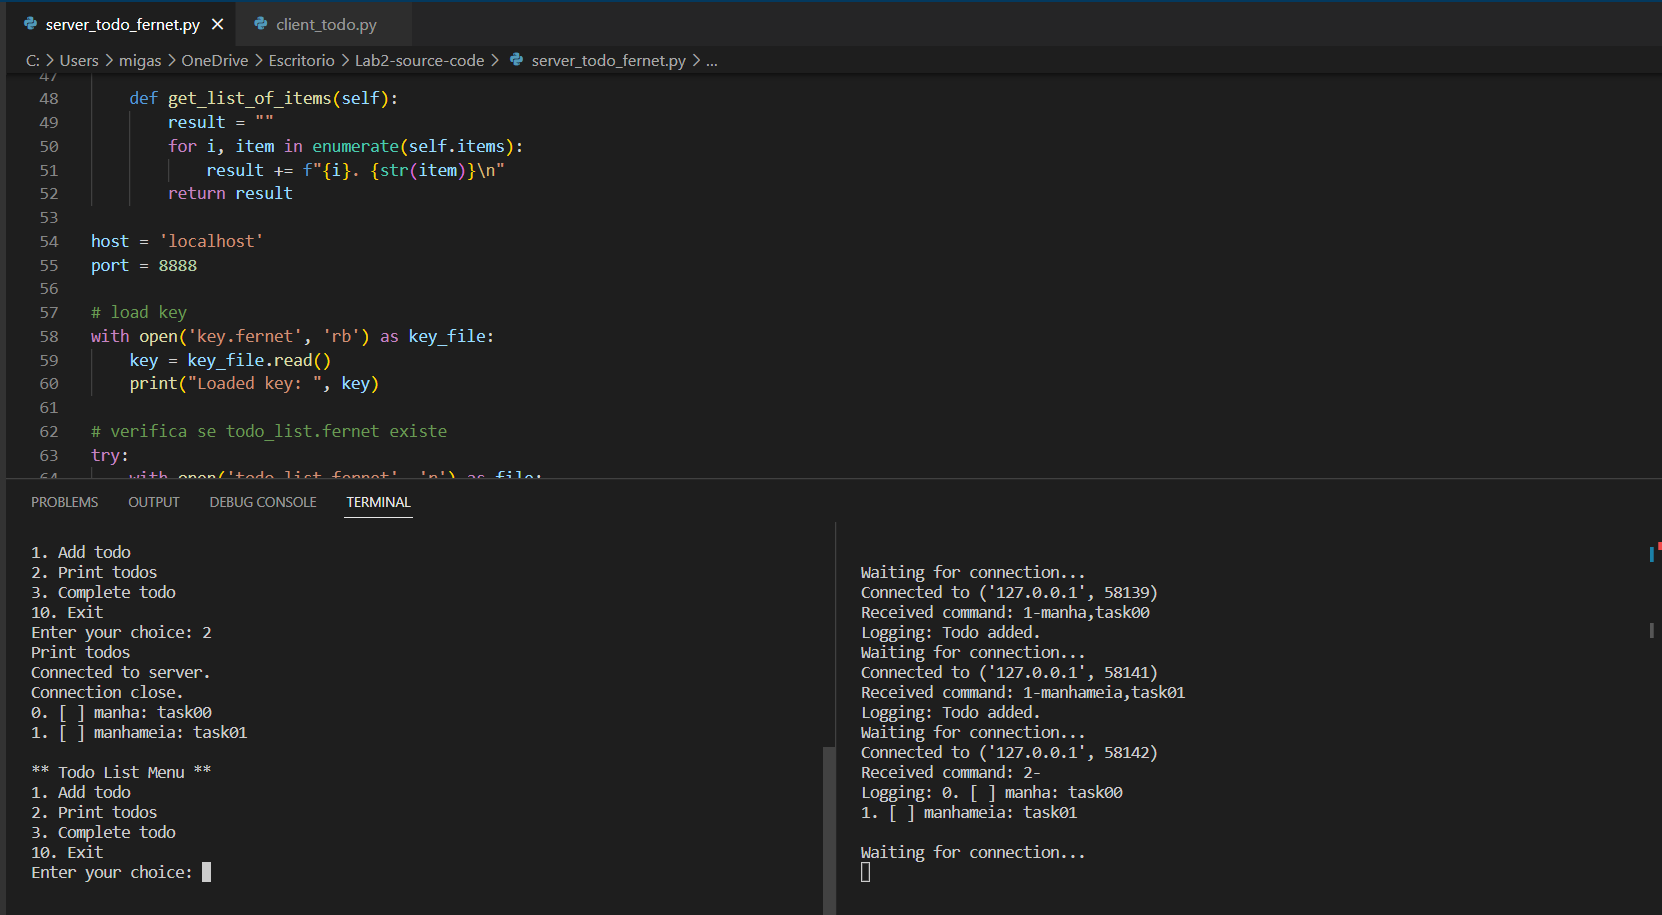 server_todo_fernet.py
client_todo.py
C: > Users > migas > OneDrive > Escritorio > Lab2-source-code > server_todo_fernet.py > ...
47
48 def get_list_of_items(self):
49 result = ""
50 for i, item in enumerate(self.items):
51 result += f"{i}. {str(item)}\n"
52 return result
53
54 host = 'localhost'
55 port = 8888
56
57 # load key
58 with open('key.fernet', 'rb') as key_file:
59 key = key_file.read()
60 print("Loaded key: ", key)
61
62 # verifica se todo_list.fernet existe
63 try:
64 with open('todo_list.fernet', 'r') as file:
PROBLEMS OUTPUT DEBUG CONSOLE TERMINAL
1. Add todo
2. Print todos
3. Complete todo
10. Exit
Enter your choice: 2
Print todos
Connected to server.
Connection close.
0. [ ] manha: task00
1. [ ] manhameia: task01
** Todo List Menu **
1. Add todo
2. Print todos
3. Complete todo
10. Exit
Enter your choice:
Waiting for connection...
Connected to ('127.0.0.1', 58139)
Received command: 1-manha,task00
Logging: Todo added.
Waiting for connection...
Connected to ('127.0.0.1', 58141)
Received command: 1-manhameia,task01
Logging: Todo added.
Waiting for connection...
Connected to ('127.0.0.1', 58142)
Received command: 2-
Logging: 0. [ ] manha: task00
1. [ ] manhameia: task01
Waiting for connection...